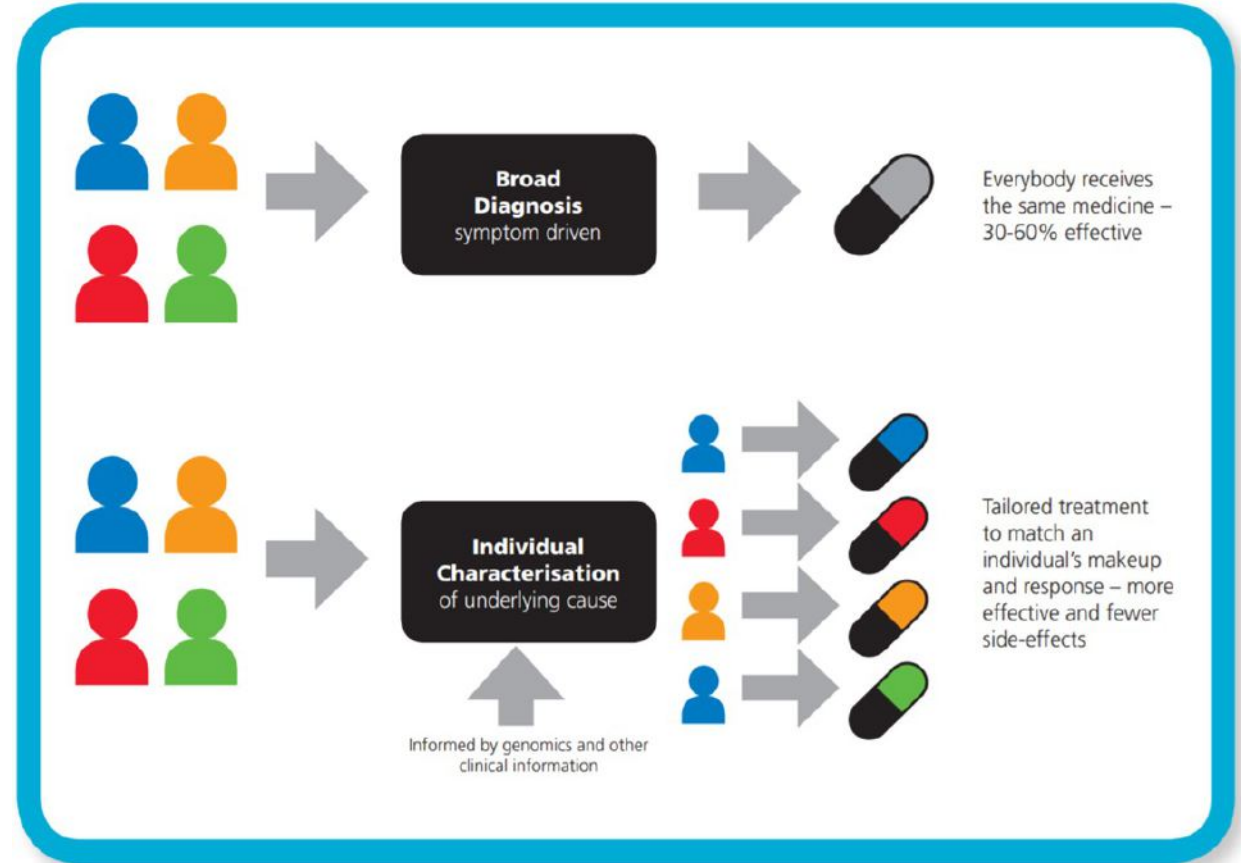 Broad
Diagnosis
symptom driven
Everybody receives
the same medicine –
30-60% effective
Individual
Characterisation
of underlying cause
Informed by genomics and other
clinical information
Tailored treatment
to match an
individual's makeup
and response – more
effective and fewer
side-effects